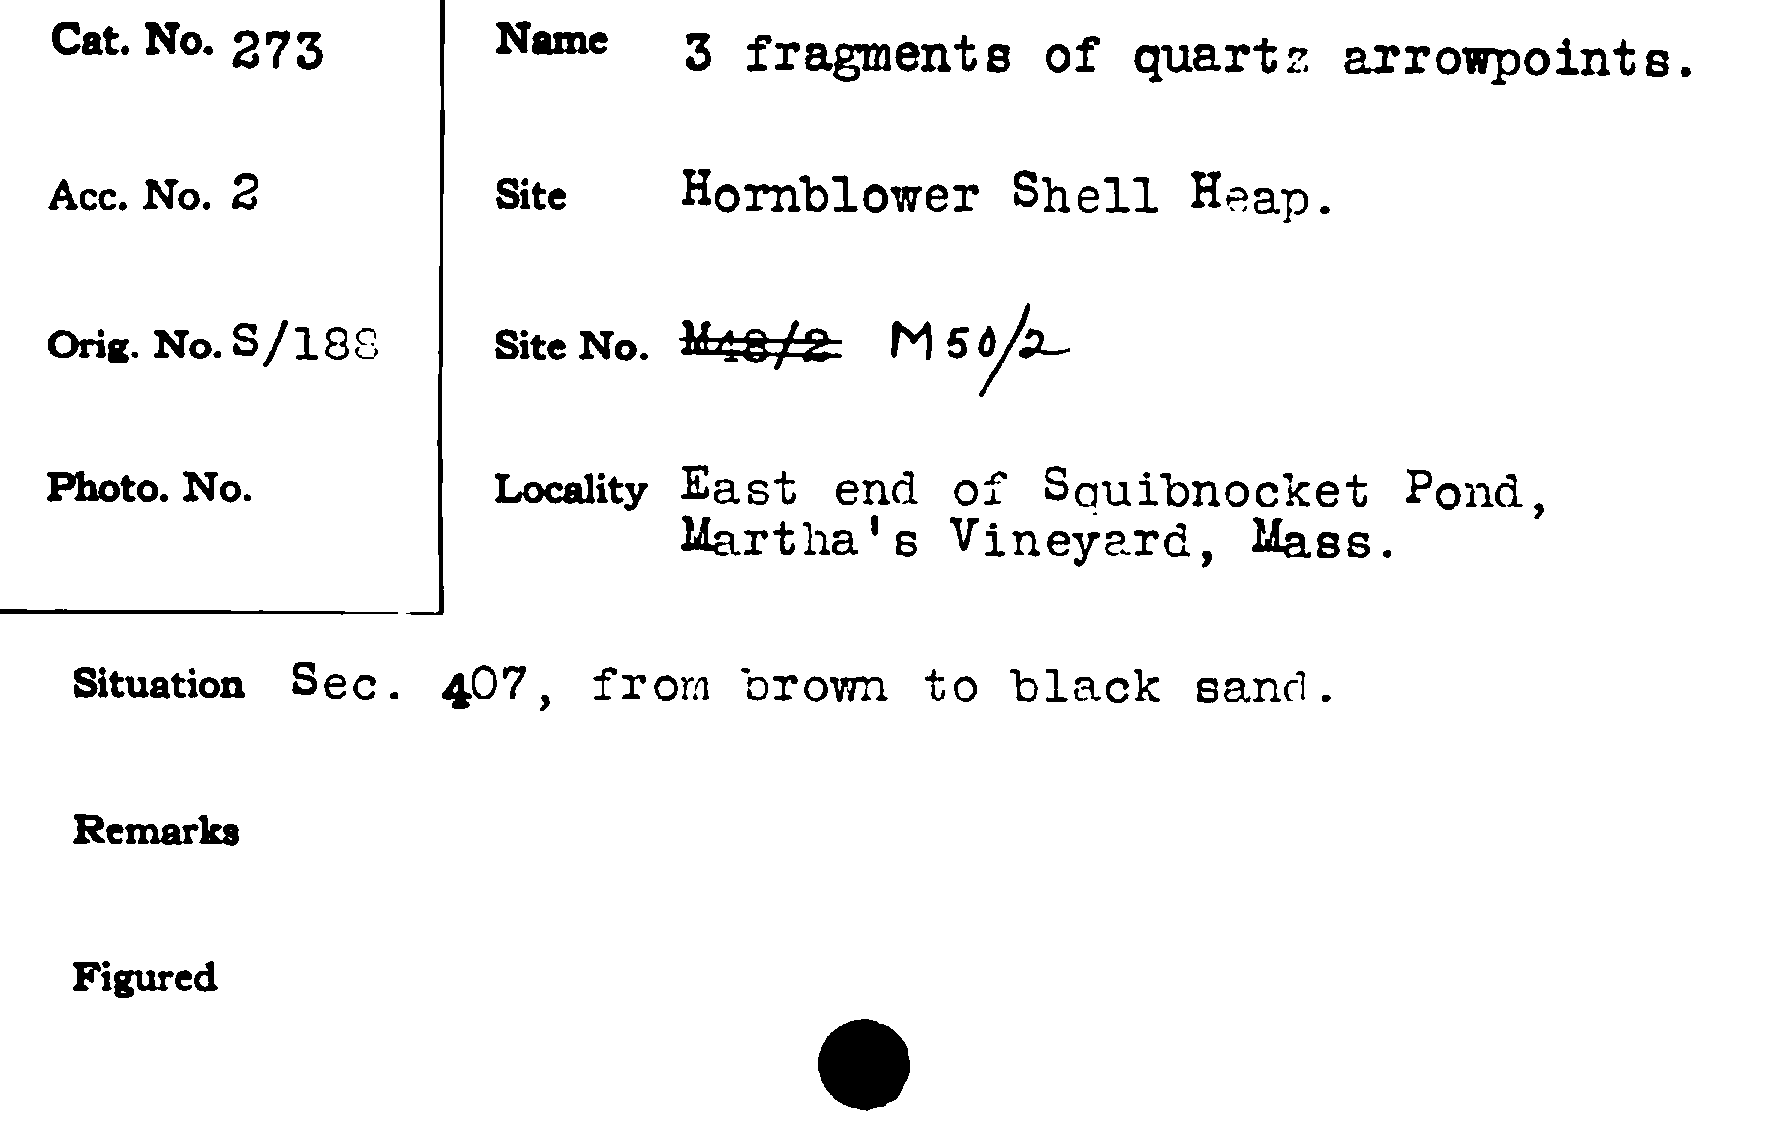 Cat. No. 273
Name 3 fragments of quartz arrowpoints.
Acc. No. 2
Site Hornblower Shell Heap.
Orig. No. S/188
Site No. M48/2 M50/2
Photo. No.
Locality East end of Squibnocket Pond,
Martha's Vineyard, Mass.
Situation Sec. 407, from brown to black sand.
Remarks
Figured